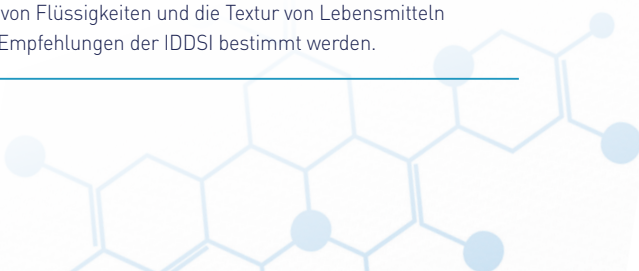 von Flüssigkeiten und die Textur von Lebensmitteln
Empfehlungen der IDDSI bestimmt werden.